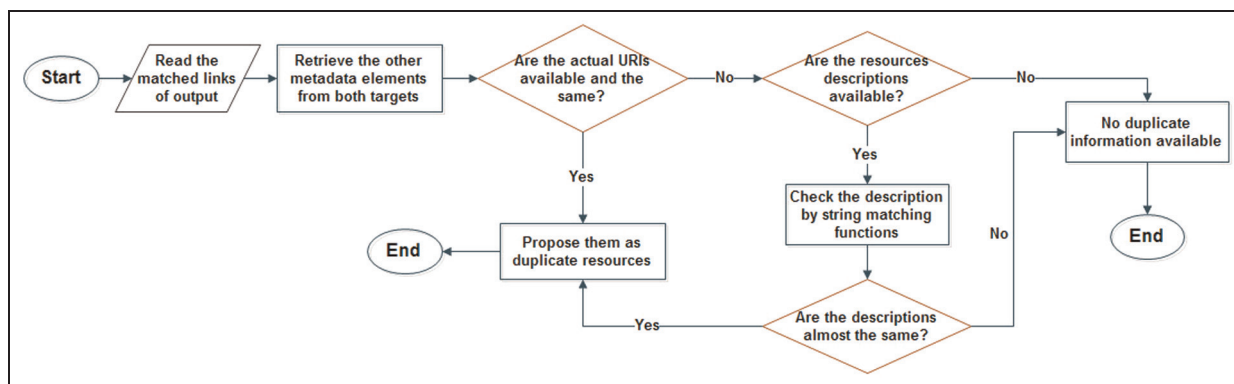 Start
Read the
matched links
of output
Retrieve the other
metadata elements
from both targets
Are the actual URIs
available and the
same?
No
Are the resources
descriptions
available?
No
No duplicate
information available
End
Yes
Yes
Check the description
by string matching
functions
No
Propose them as
duplicate resources
End
Are the descriptions
almost the same?
Yes